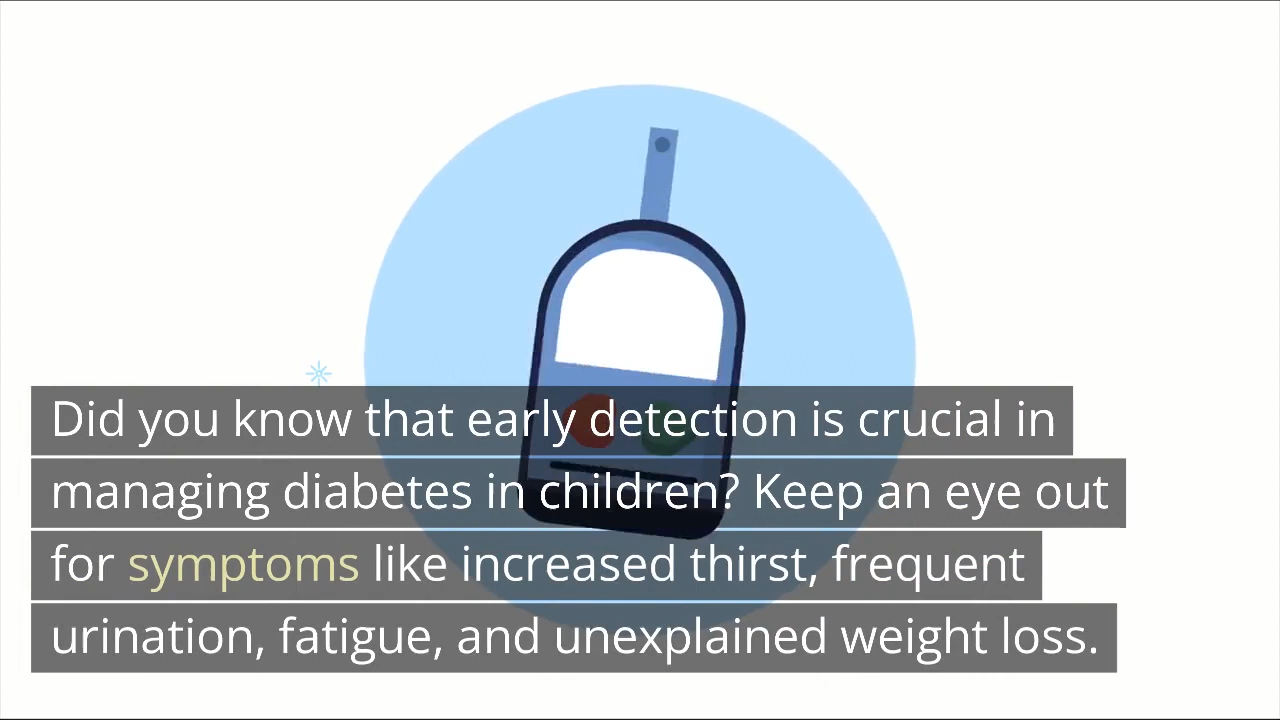 Did you know that early detection is crucial in
managing diabetes in children? Keep an eye out
for symptoms like increased thirst, frequent
urination, fatigue, and unexplained weight loss.